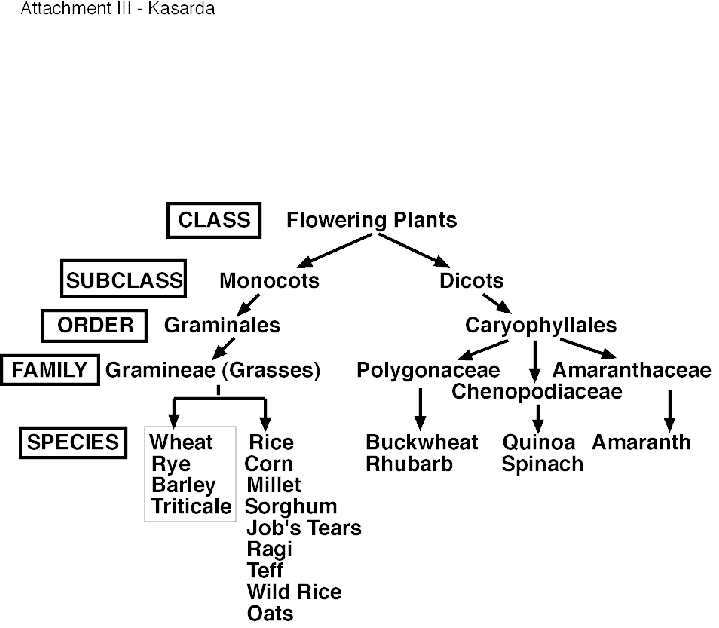 Attachment III - Kasarda
CLASS Flowering Plants
SUBCLASS Monocots Dicots
ORDER Graminales Caryophyllales
FAMILY Gramineae (Grasses) Polygonaceae Amaranthaceae
Chenopodiaceae
SPECIES Wheat Rice Buckwheat Quinoa Amaranth
Rye Corn Rhubarb Spinach
Barley Millet
Triticale Sorghum
Job's Tears
Ragi
Teff
Wild Rice
Oats